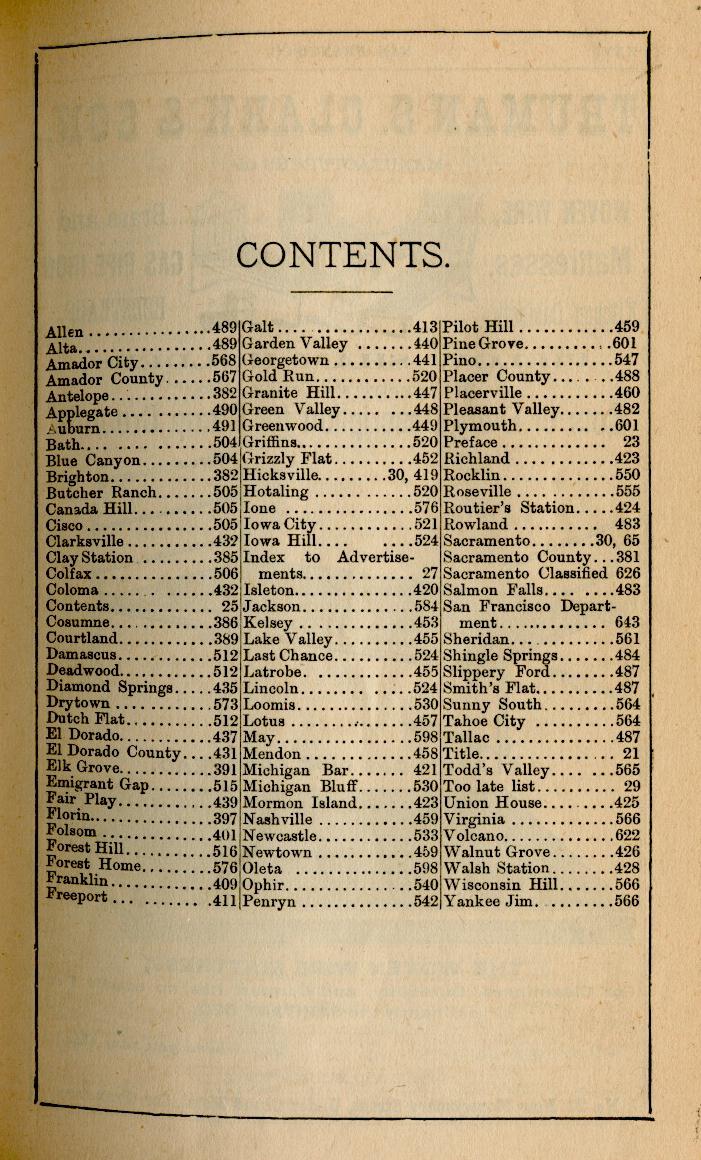 CONTENTS.
Allen ...............489
Alta.................489
Amador City.........568
Amador County......567
Antelope............382
Applegate ..........490
Auburn..............491
Bath................504
Blue Canyon.........504
Brighton............382
Butcher Ranch.......505
Canada Hill.........505
Cisco ..............505
Clarksville ........432
Clay Station .......385
Colfax..............506
Coloma .............432
Contents............ 25
Cosumne.............386
Courtland...........389
Damascus............512
Deadwood............512
Diamond Springs.....435
Drytown ............573
Dutch Flat..........512
El Dorado...........437
El Dorado County....431
Elk Grove...........391
Emigrant Gap........515
Fair Play...........439
Florin..............397
Folsom .............401
Forest Hill.........516
Forest Home.........576
Franklin............409
Freeport ...........411
Galt................413
Garden Valley ......440
Georgetown .........441
Gold Run............520
Granite Hill........447
Green Valley........448
Greenwood...........449
Griffins............520
Grizzly Flat........452
Hicksville.......30, 419
Hotaling ...........520
Ione ...............576
Iowa City...........521
Iowa Hill...........524
Index to Advertise-
ments.............. 27
Isleton.............420
Jackson.............584
Kelsey .............453
Lake Valley.........455
Last Chance.........524
Latrobe.............455
Lincoln.............524
Loomis..............530
Lotus ..............457
May.................598
Mendon .............458
Michigan Bar....... 421
Michigan Bluff......530
Mormon Island.......423
Nashville ..........459
Newcastle...........533
Newtown ............459
Oleta ..............598
Ophir...............540
Penryn .............542
Pilot Hill .........459
Pine Grove..........601
Pino................547
Placer County.......488
Placerville ........460
Pleasant Valley.....482
Plymouth............601
Preface ............ 23
Richland ...........423
Rocklin.............550
Roseville ..........555
Routier's Station...424
Rowland .......... 483
Sacramento.......30, 65
Sacramento County...381
Sacramento Classified 626
Salmon Falls........483
San Francisco Depart-
ment............... 643
Sheridan............561
Shingle Springs.....484
Slippery Ford.......487
Smith's Flat........487
Sunny South.........564
Tahoe City .........564
Tallac .............487
Title............... 21
Todd's Valley.......565
Too late list....... 29
Union House.........425
Virginia ...........566
Volcano.............622
Walnut Grove........426
Walsh Station.......428
Wisconsin Hill......566
Yankee Jim..........566